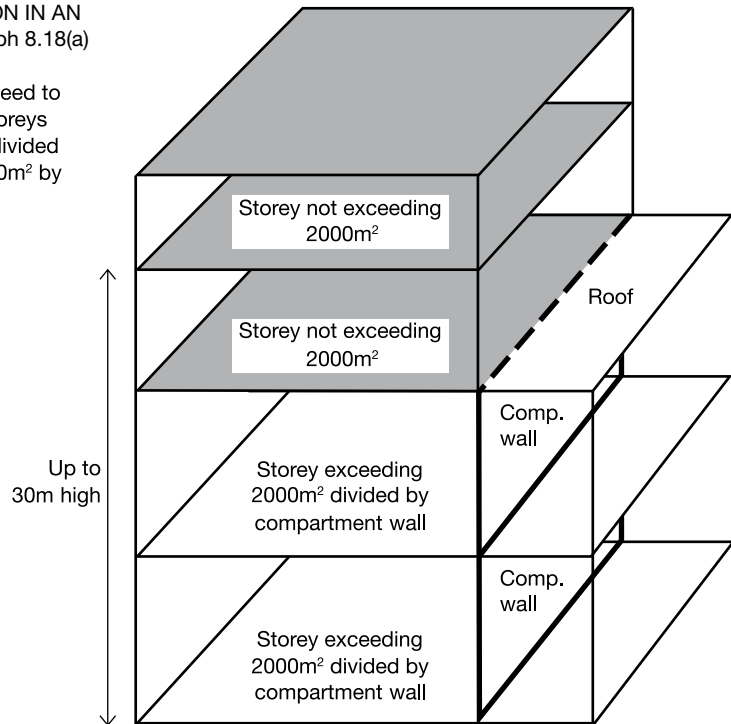 ON IN AN
ph 8.18(a)
eed to
oreys
divided
0m² by
Storey not exceeding
2000m²
Roof
Storey not exceeding
2000m²
Comp.
wall
Up to
30m high
Storey exceeding
2000m² divided by
compartment wall
Comp.
wall
Storey exceeding
2000m² divided by
compartment wall